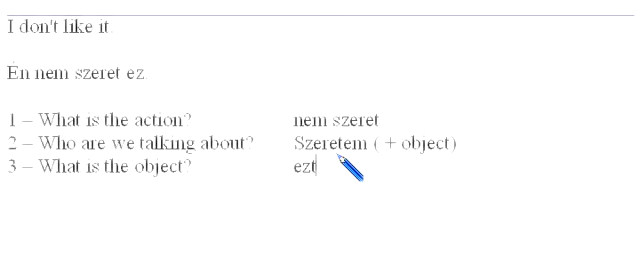 I don't like it.
Én nem szeret ez.
1 – What is the action? nem szeret
2 – Who are we talking about? Szeretem ( + object)
3 – What is the object? ezt